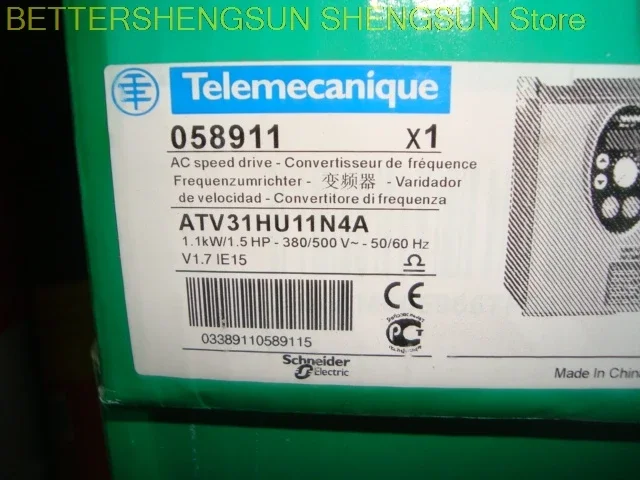 BETTERSHENGSUN SHENGSUN Store
Telemecanique
058911 x1
AC speed drive - Convertisseur de fréquence
Frequenzumrichter - 变频器 - Varidador
de velocidad - Convertitore di frequenza
ATV31HU11N4A
1.1kW/1.5 HP - 380/500 V~ - 50/60 Hz
V1.7 IE15
CE
03389110589115
Schneider
Electric
Made In China